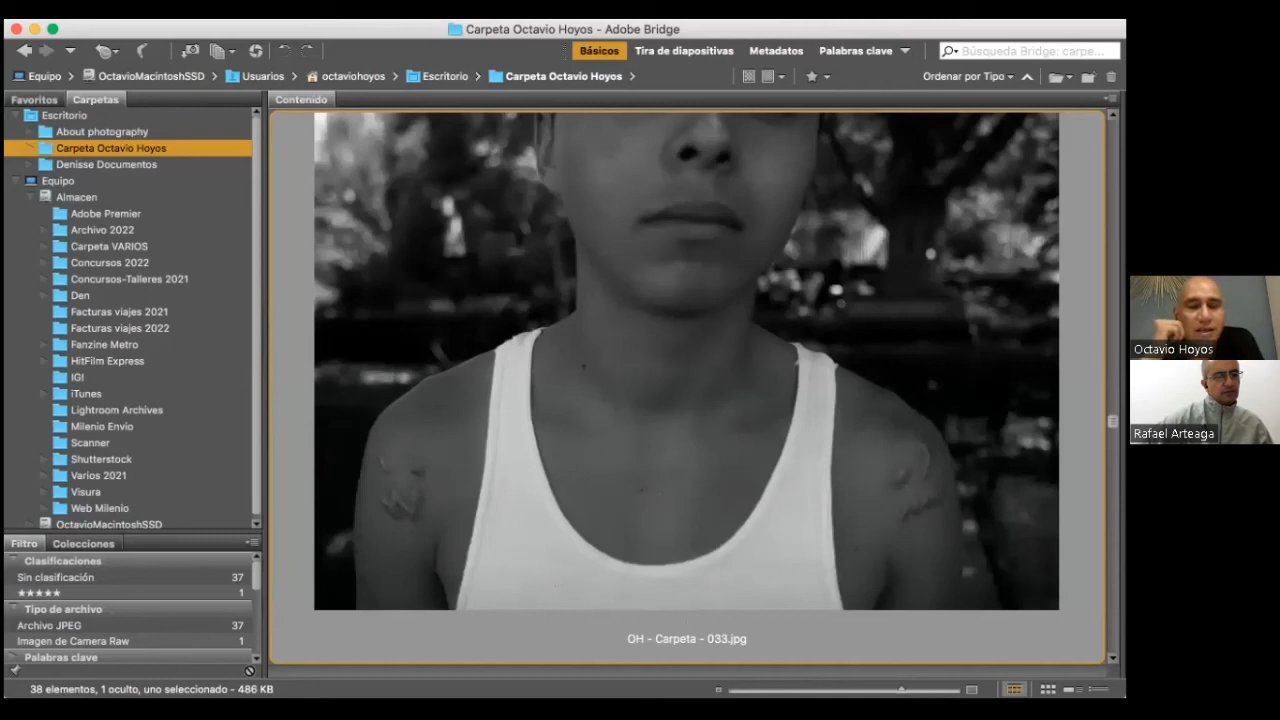 Carpeta Octavio Hoyos - Adobe Bridge
Básicos Tira de diapositivas Metadatos Palabras clave Búsqueda Bridge: carpe...
Equipo OctavioMacintoshSSD Usuarios octaviohoyos Escritorio Carpeta Octavio Hoyos Ordenar por Tipo
Favoritos Carpetas Contenido
Escritorio
About photography
Carpeta Octavio Hoyos
Denisse Documentos
Equipo
Almacen
Adobe Premier
Archivo 2022
Carpeta VARIOS
Concursos 2022
Concursos-Talleres 2021
Den
Facturas viajes 2021
Facturas viajes 2022
Fanzine Metro
HitFilm Express
IG!
iTunes
Lightroom Archives
Milenio Envio
Scanner
Shutterstock
Varios 2021
Visura
Web Milenio
OctavioMacintoshSSD
Filtro Colecciones
Clasificaciones
Sin clasificación 37
★★★★★ 1
Tipo de archivo
Archivo JPEG 37
Imagen de Camera Raw 1
Palabras clave
OH - Carpeta - 033.jpg
38 elementos, 1 oculto, uno seleccionado - 486 KB
Octavio Hoyos
Rafael Arteaga